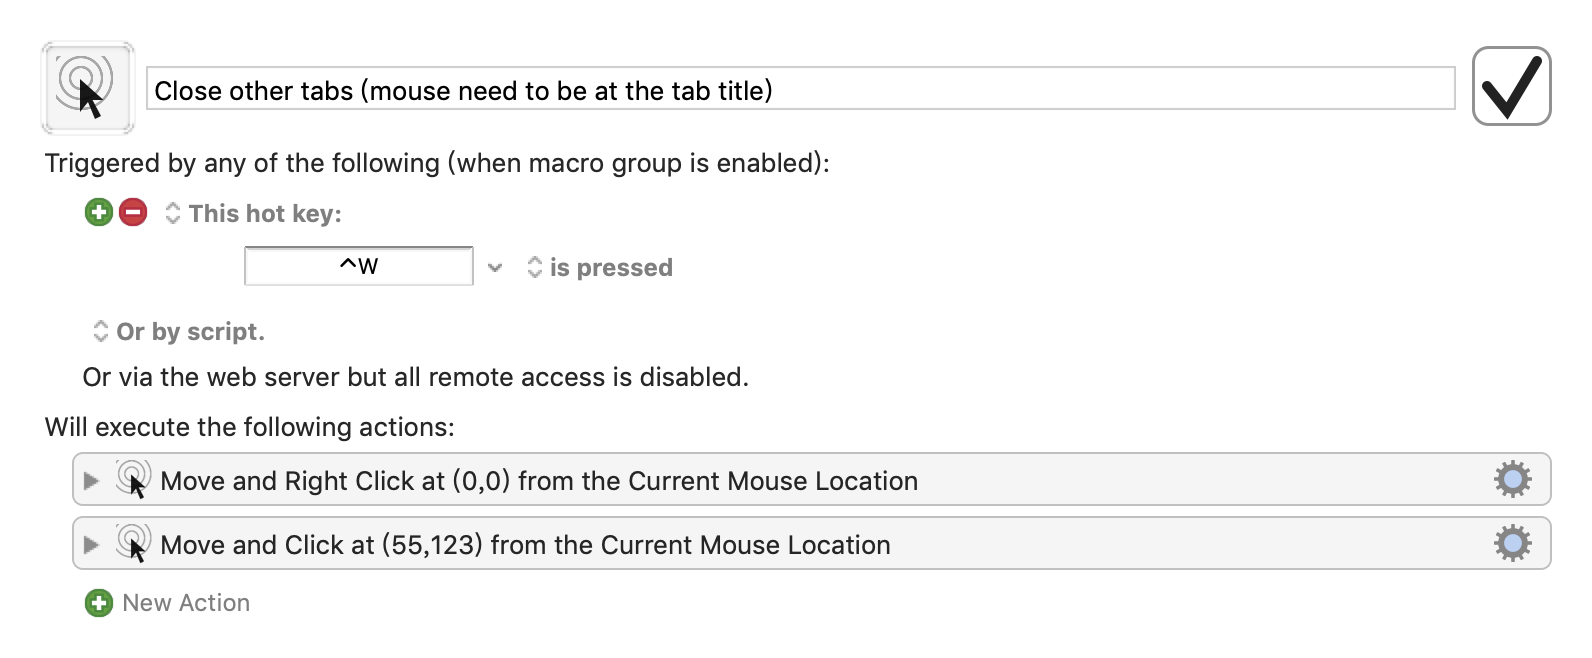 Close other tabs (mouse need to be at the tab title)
Triggered by any of the following (when macro group is enabled):
This hot key:
^W
is pressed
Or by script.
Or via the web server but all remote access is disabled.
Will execute the following actions:
Move and Right Click at (0,0) from the Current Mouse Location
Move and Click at (55,123) from the Current Mouse Location
New Action